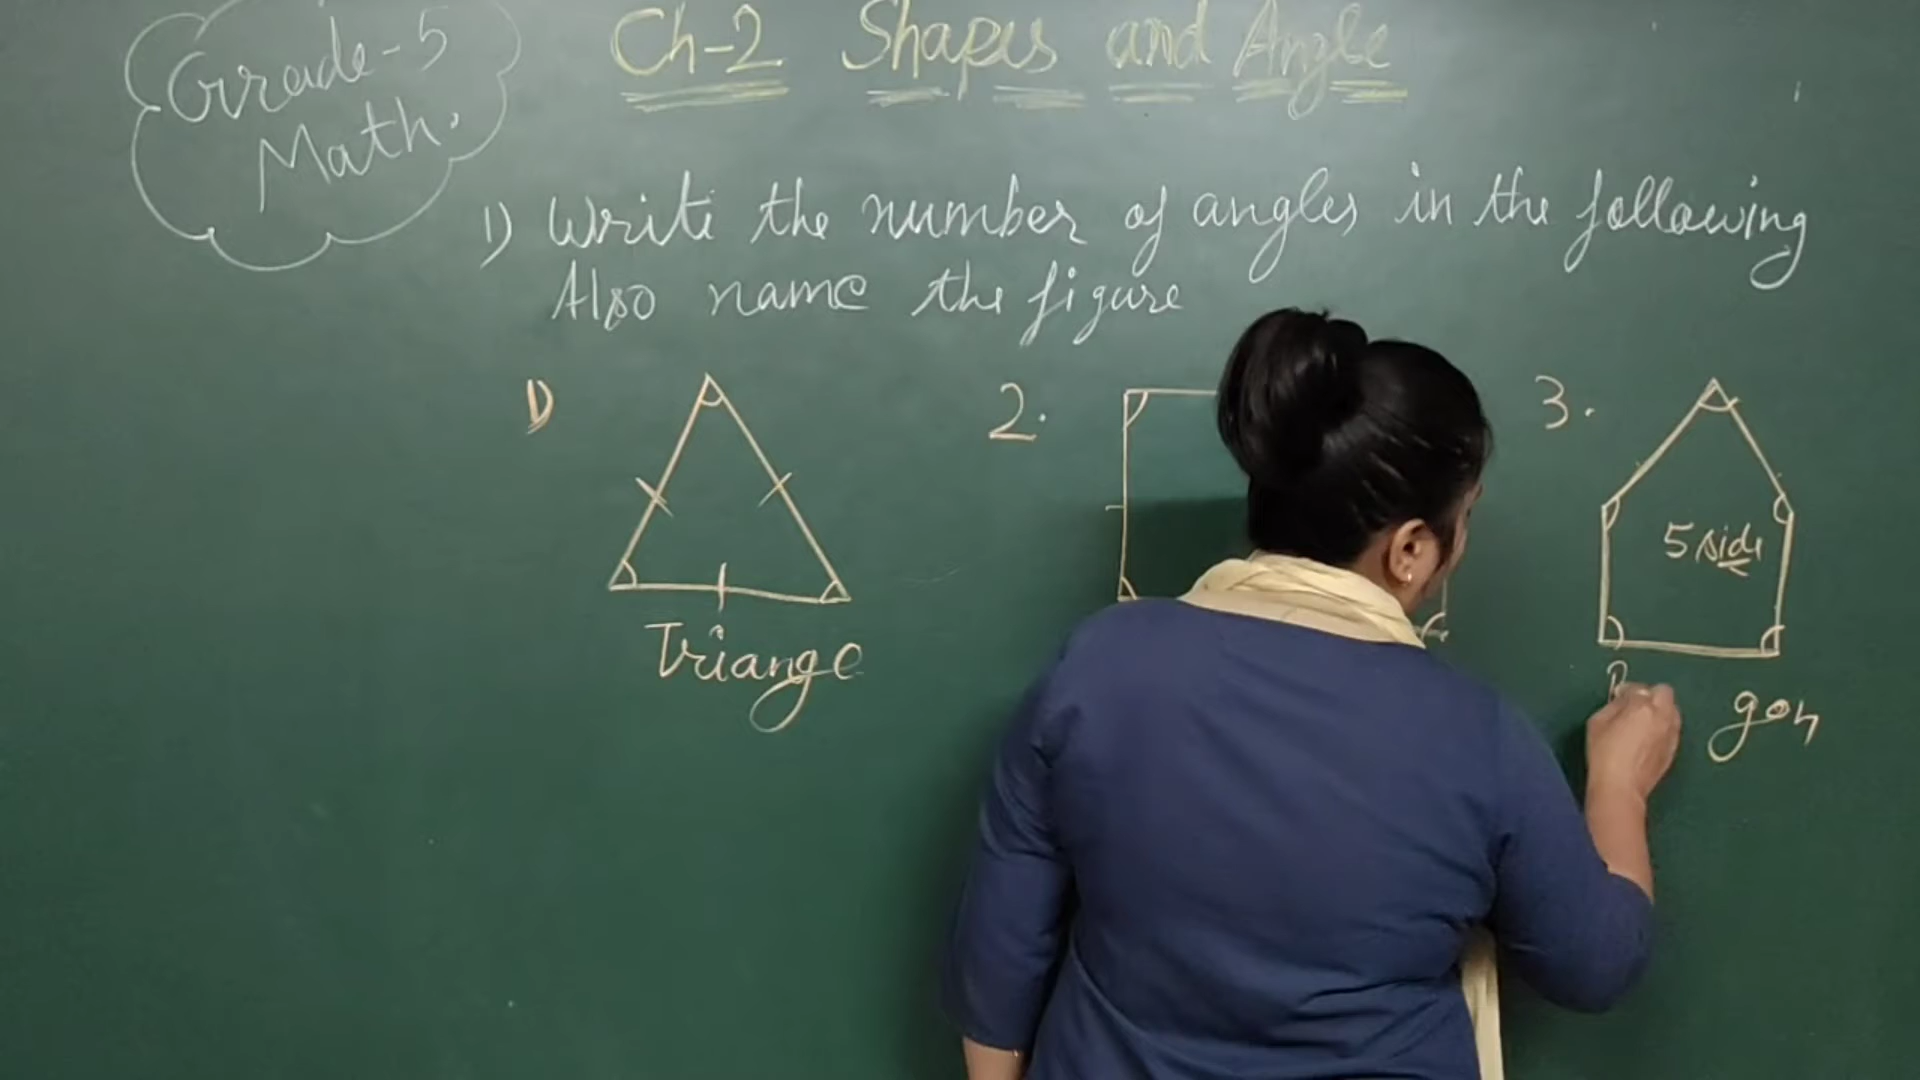 Grade-5
Math.
Ch-2 Shapes and Angle
1) Write the number of angles in the following
Also name the figure
1)
2.
3.
5 side
Triange
P
gon